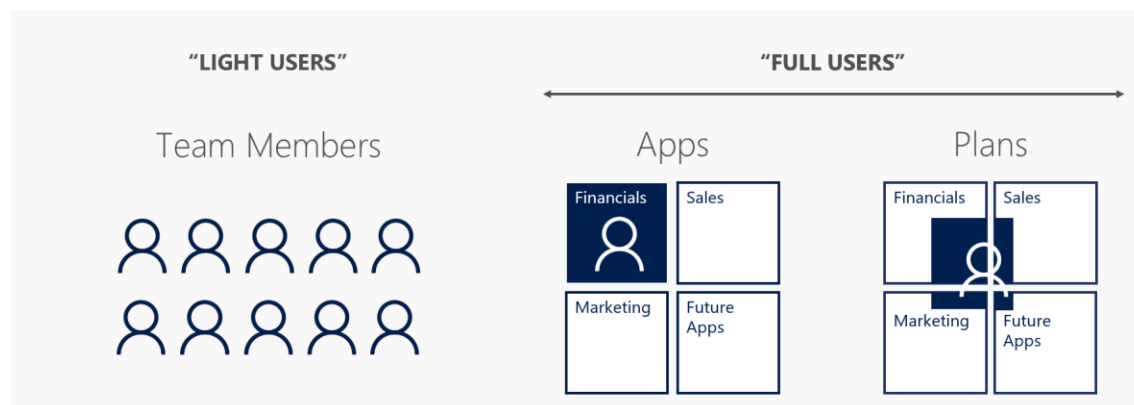 “LIGHT USERS”
“FULL USERS”
Team Members
Apps
Plans
Financials
Sales
Marketing
Future
Apps
Financials
Sales
Marketing
Future
Apps